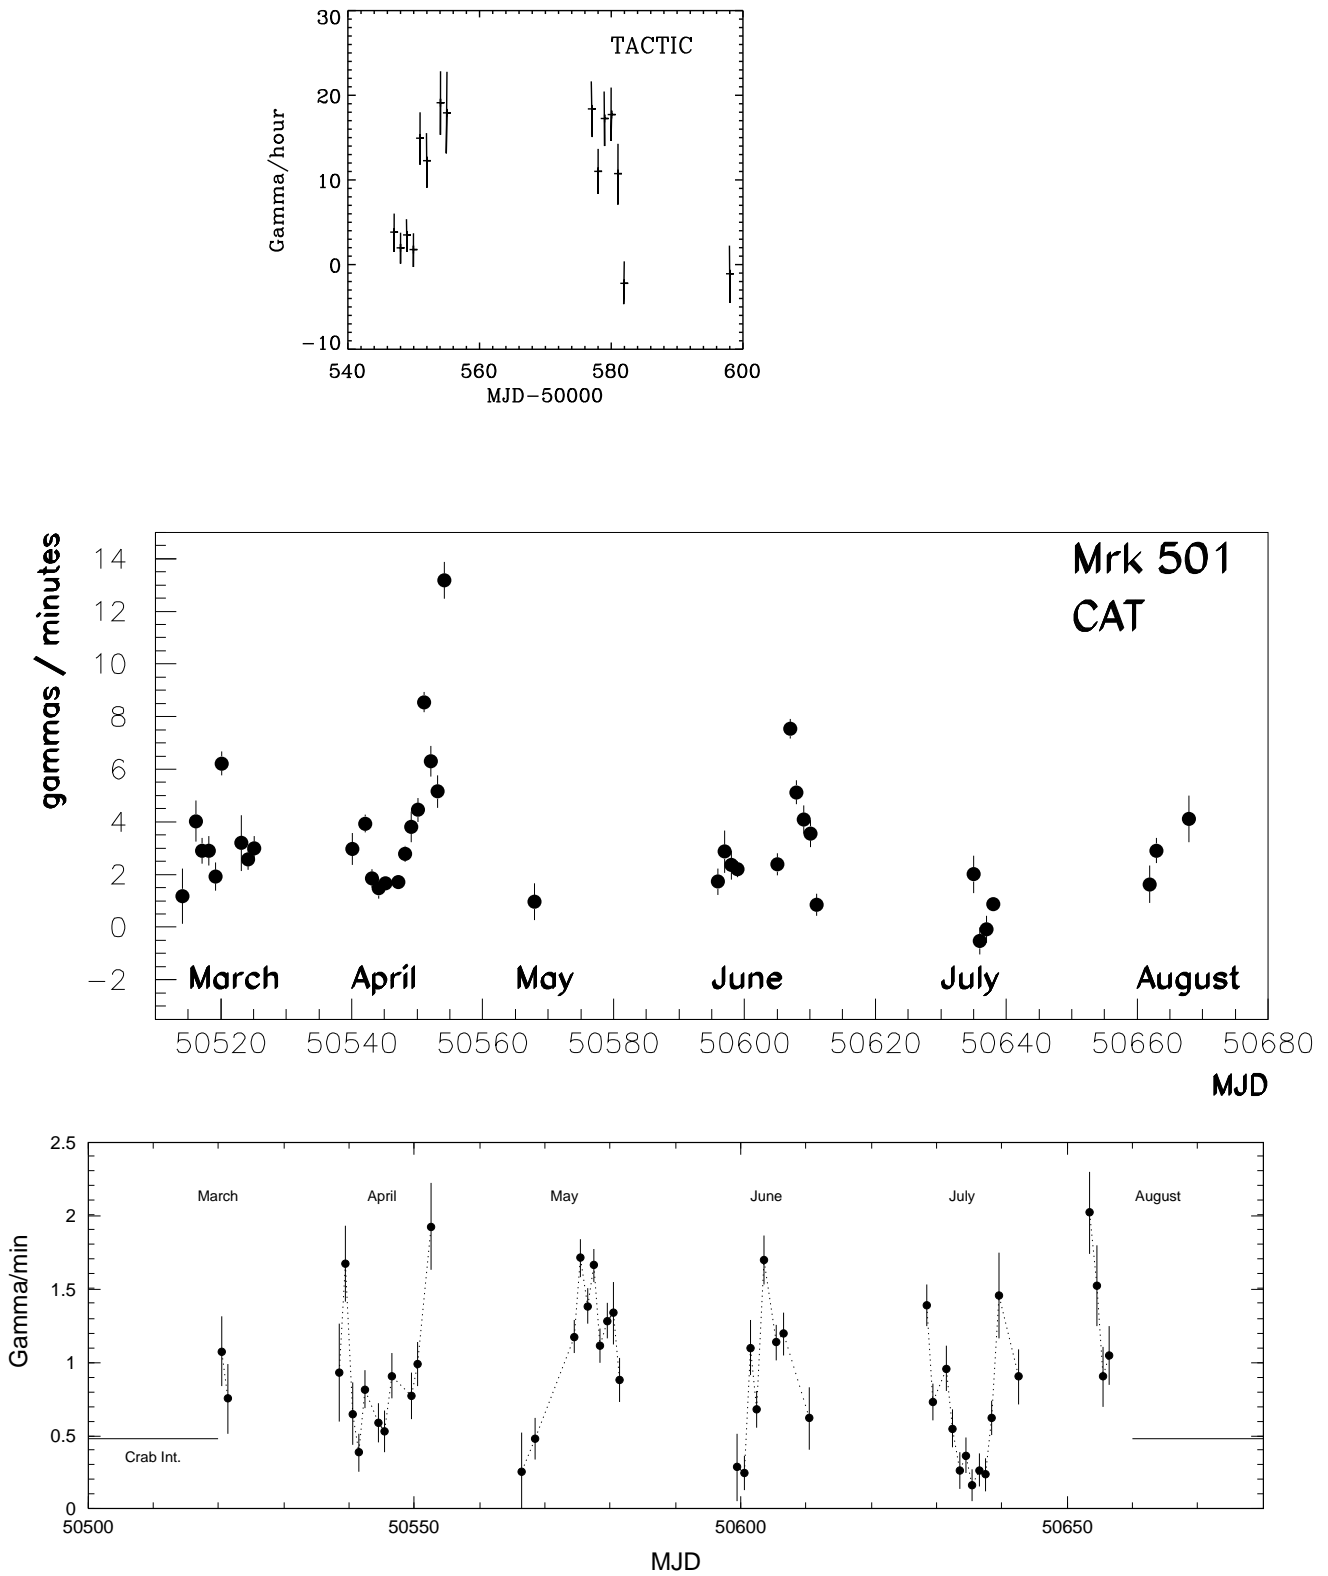 30
TACTIC
20
Gamma/hour
10
0
-10
540 560 580 600
MJD-50000
gammas / minutes
14
Mrk 501
12
CAT
10
8
6
4
2
0
-2
March April May June July August
50520 50540 50560 50580 50600 50620 50640 50660 50680
MJD
2.5
March April May June July August
2
Gamma/min
1.5
1
0.5
Crab Int.
0
50500 50550 50600 50650
MJD